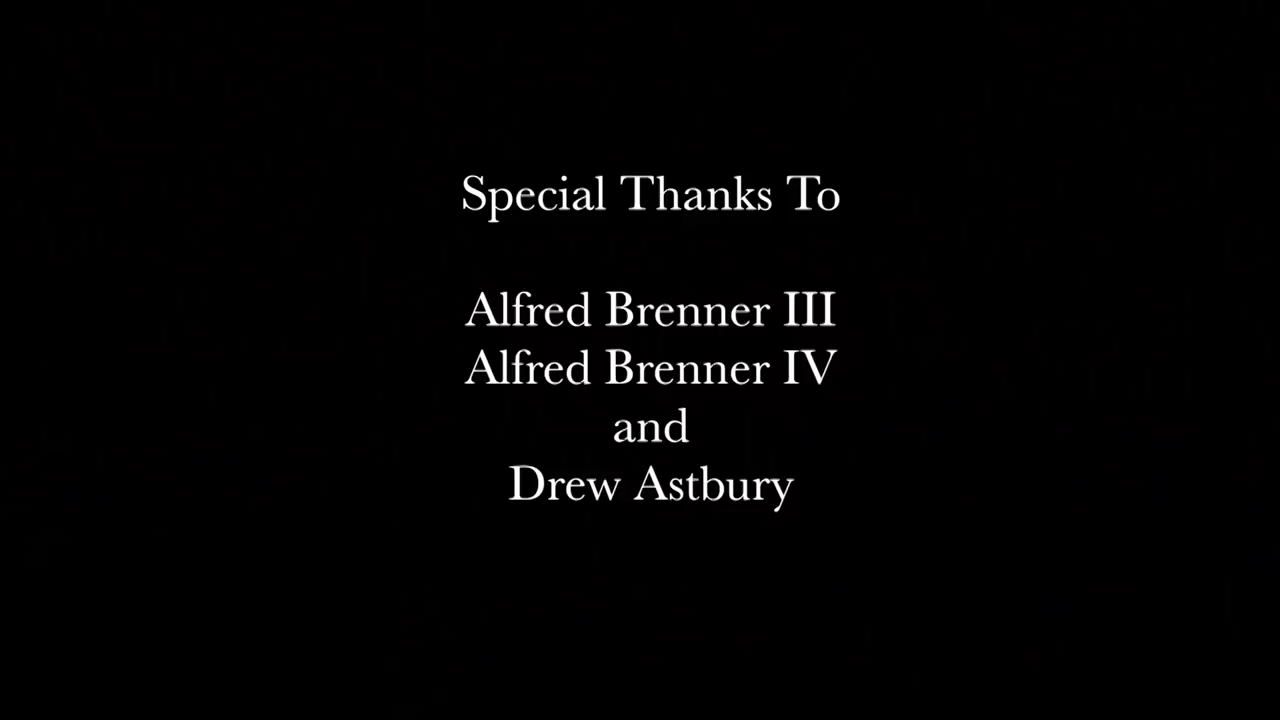 Special Thanks To
Alfred Brenner III
Alfred Brenner IV
and
Drew Astbury